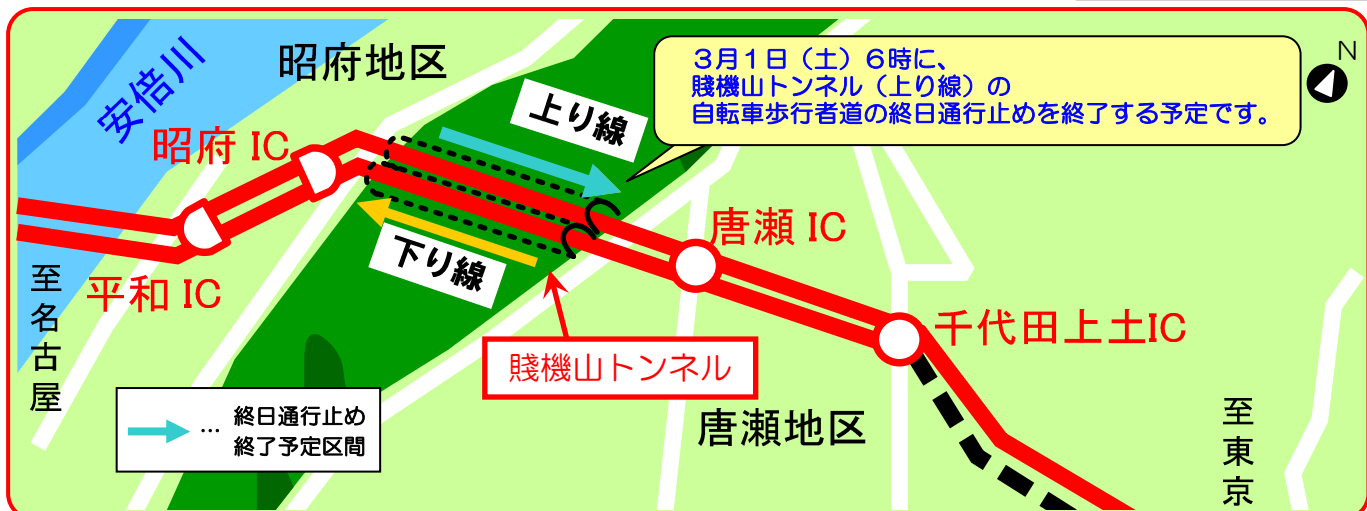 昭府地区
3月1日（土）6時に、
賤機山トンネル（上り線）の
自転車歩行者道の終日通行止めを終了する予定です。
N
安倍川
上り線
昭府 IC
唐瀬 IC
下り線
至名古屋
平和 IC
千代田上土IC
賤機山トンネル
… 終日通行止め
終了予定区間
唐瀬地区
至東京